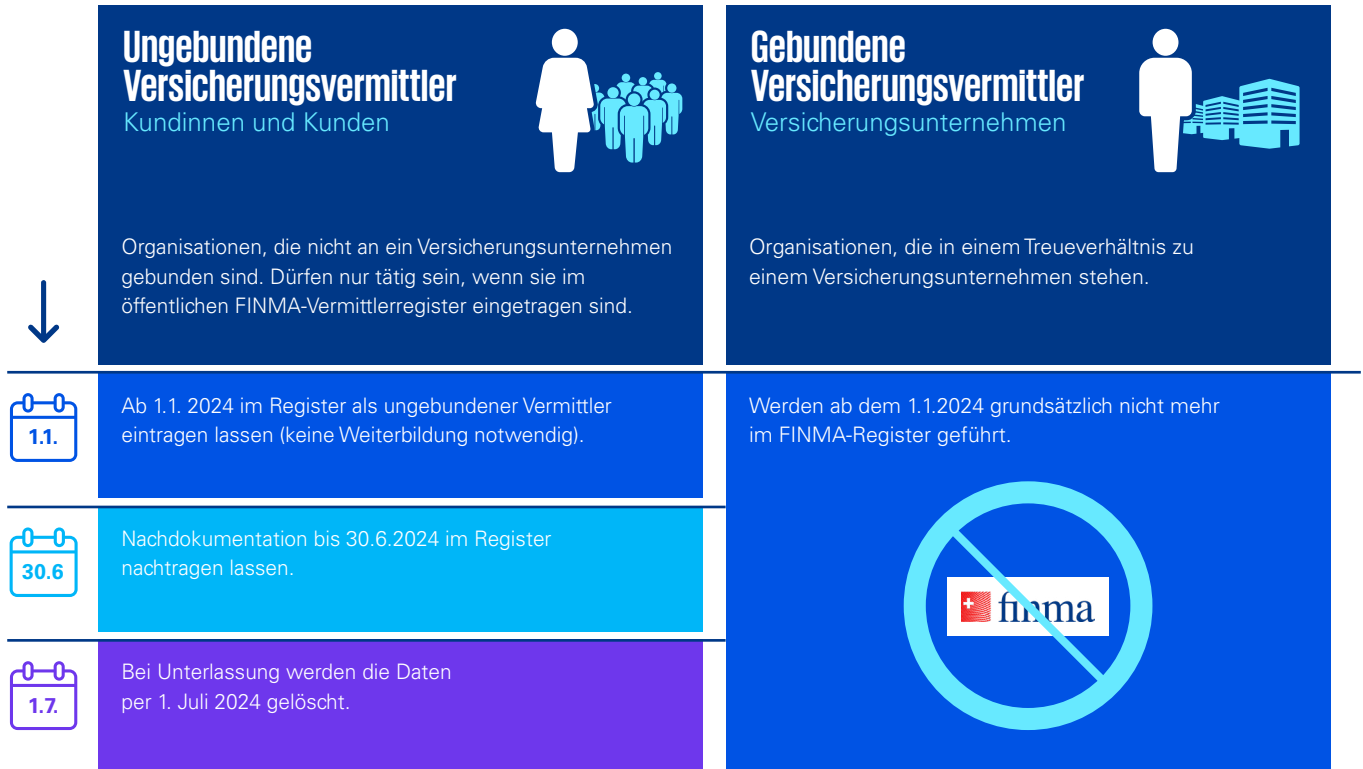 Ungebundene
Versicherungsvermittler
Kundinnen und Kunden
Organisationen, die nicht an ein Versicherungsunternehmen
gebunden sind. Dürfen nur tätig sein, wenn sie im
öffentlichen FINMA-Vermittlerregister eingetragen sind.
Gebundene
Versicherungsvermittler
Versicherungsunternehmen
Organisationen, die in einem Treueverhältnis zu
einem Versicherungsunternehmen stehen.
1.1.
Ab 1.1. 2024 im Register als ungebundener Vermittler
eintragen lassen (keine Weiterbildung notwendig).
Werden ab dem 1.1.2024 grundsätzlich nicht mehr
im FINMA-Register geführt.
finma
30.6
Nachdokumentation bis 30.6.2024 im Register
nachtragen lassen.
1.7.
Bei Unterlassung werden die Daten
per 1. Juli 2024 gelöscht.